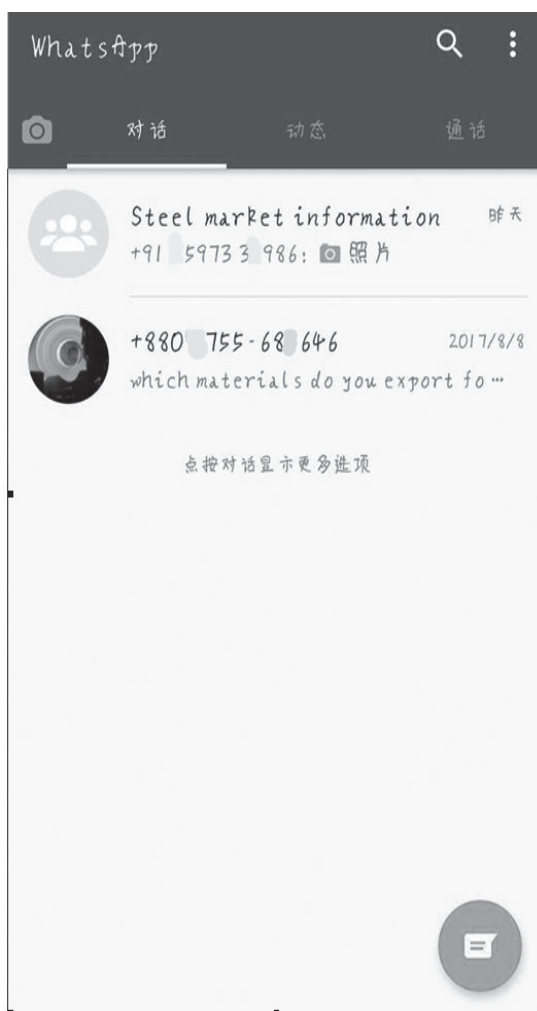 WhatsApp
对话 动态 通话
Steel market information 昨天
+91 5973 3 986: 照片
+880 755-68 646 2017/8/8
which materials do you export fo…
点按对话显示更多选项